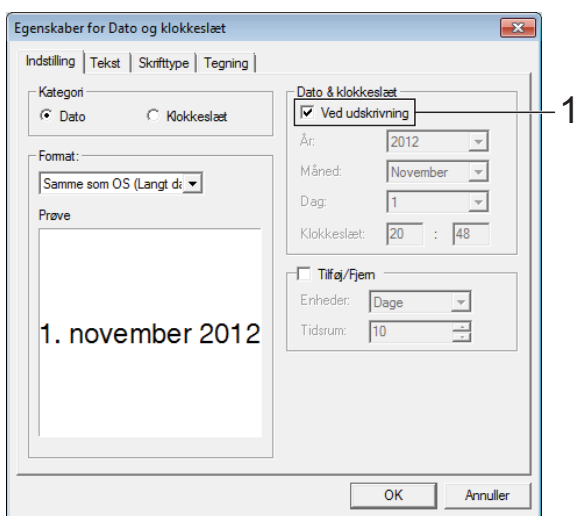 Egenskaber for Dato og klokkeslæt
Indstilling Tekst Skrifttype Tegning
Kategori
Dato Klokkeslæt
Format:
Samme som OS (Langt da
Prøve
1. november 2012
Dato & klokkeslæt
Ved udskrivning
1
År: 2012
Måned: November
Dag: 1
Klokkeslæt: 20 : 48
Tilføj/Fjern
Enheder: Dage
Tidsrum: 10
OK Annuller